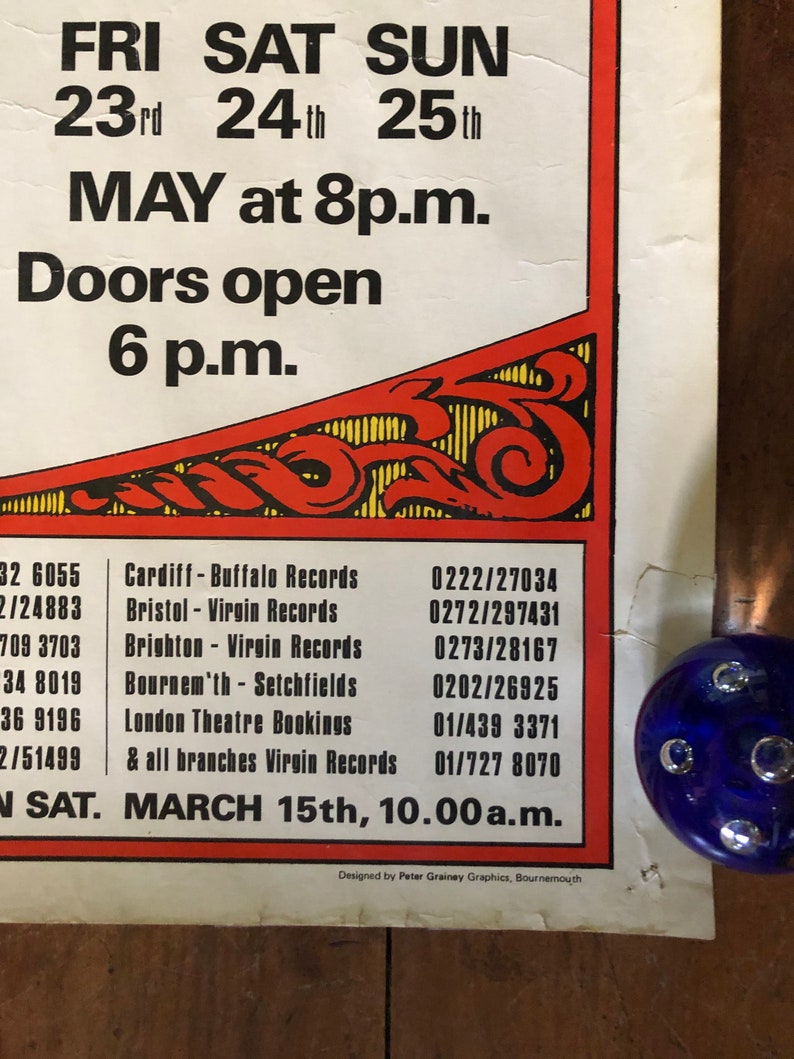 FRI SAT SUN
23rd 24th 25th
MAY at 8p.m.
Doors open
6 p.m.
32 6055
2/24883
709 3703
34 8019
36 9196
2/51499
Cardiff - Buffalo Records 0222/27034
Bristol - Virgin Records 0272/297431
Brighton - Virgin Records 0273/28167
Bournem'th - Setchfields 0202/26925
London Theatre Bookings 01/439 3371
& all branches Virgin Records 01/727 8070
N SAT. MARCH 15th, 10.00a.m.
Designed by Peter Grainey Graphics, Bournemouth